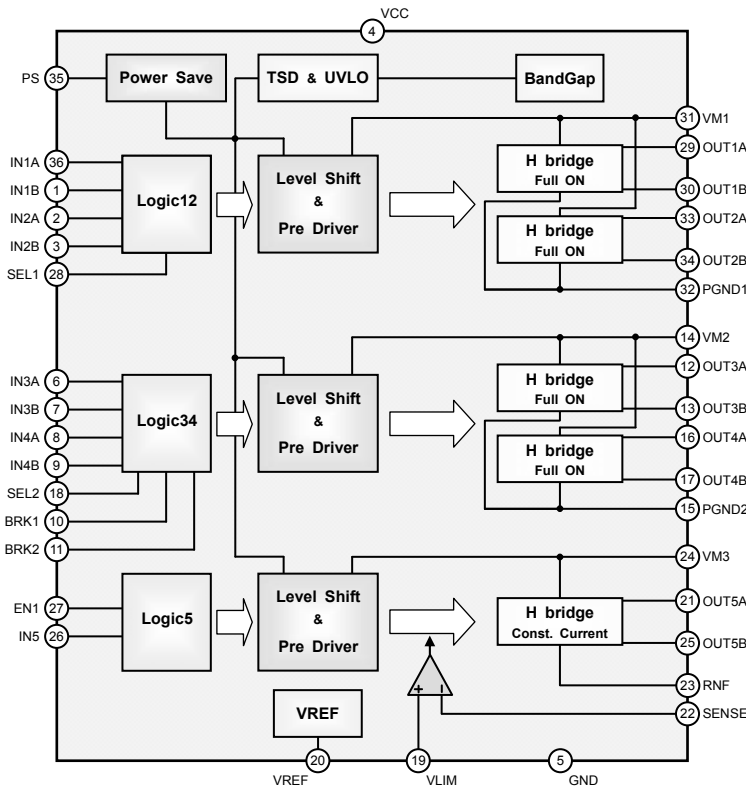 VCC
4
PS 35
Power Save
TSD & UVLO
BandGap
31 VM1
29 OUT1A
30 OUT1B
33 OUT2A
34 OUT2B
32 PGND1
IN1A 36
IN1B 1
IN2A 2
IN2B 3
SEL1 28
Logic12
Level Shift
&
Pre Driver
H bridge
Full ON
H bridge
Full ON
14 VM2
12 OUT3A
13 OUT3B
16 OUT4A
17 OUT4B
15 PGND2
IN3A 6
IN3B 7
IN4A 8
IN4B 9
SEL2 18
BRK1 10
BRK2 11
Logic34
Level Shift
&
Pre Driver
H bridge
Full ON
H bridge
Full ON
24 VM3
21 OUT5A
25 OUT5B
23 RNF
22 SENSE
EN1 27
IN5 26
Logic5
Level Shift
&
Pre Driver
H bridge
Const. Current
+ −
VREF
20
VREF
19
VLIM
5
GND